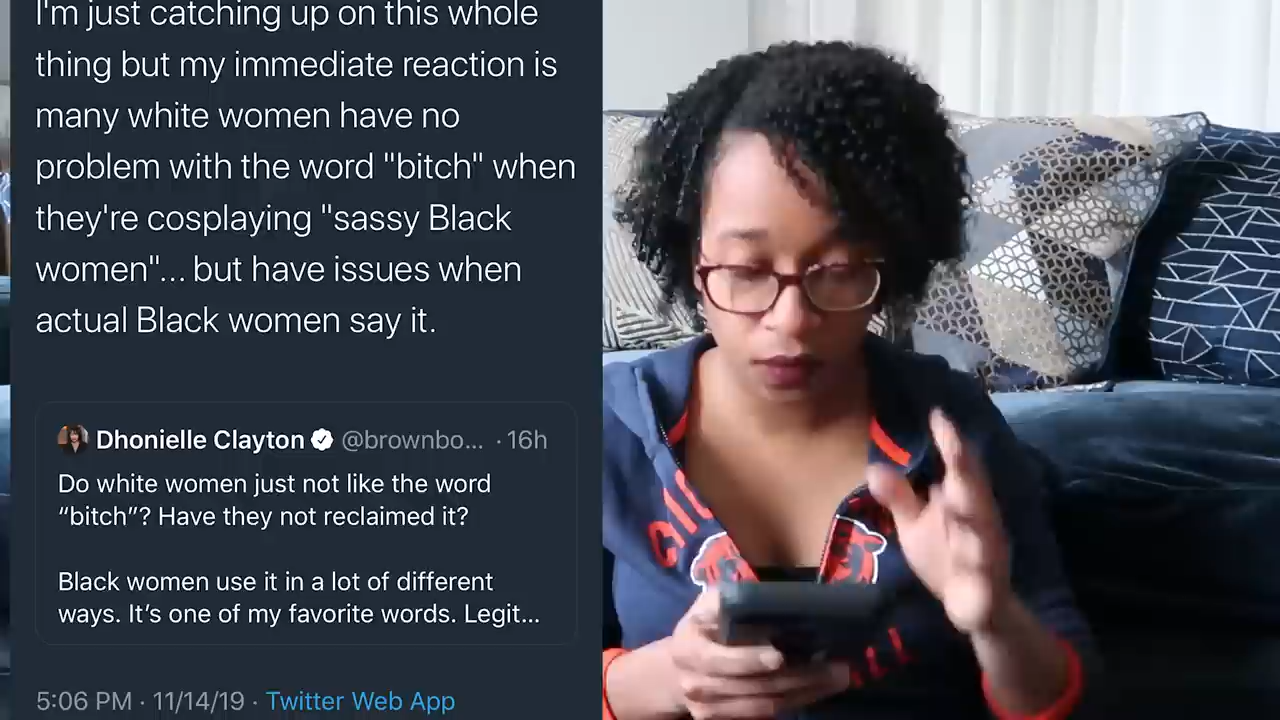 I'm just catching up on this whole
thing but my immediate reaction is
many white women have no
problem with the word "bitch" when
they're cosplaying "sassy Black
women"... but have issues when
actual Black women say it.
Dhonielle Clayton @brownbo... · 16h
Do white women just not like the word
“bitch”? Have they not reclaimed it?
Black women use it in a lot of different
ways. It’s one of my favorite words. Legit...
5:06 PM · 11/14/19 · Twitter Web App